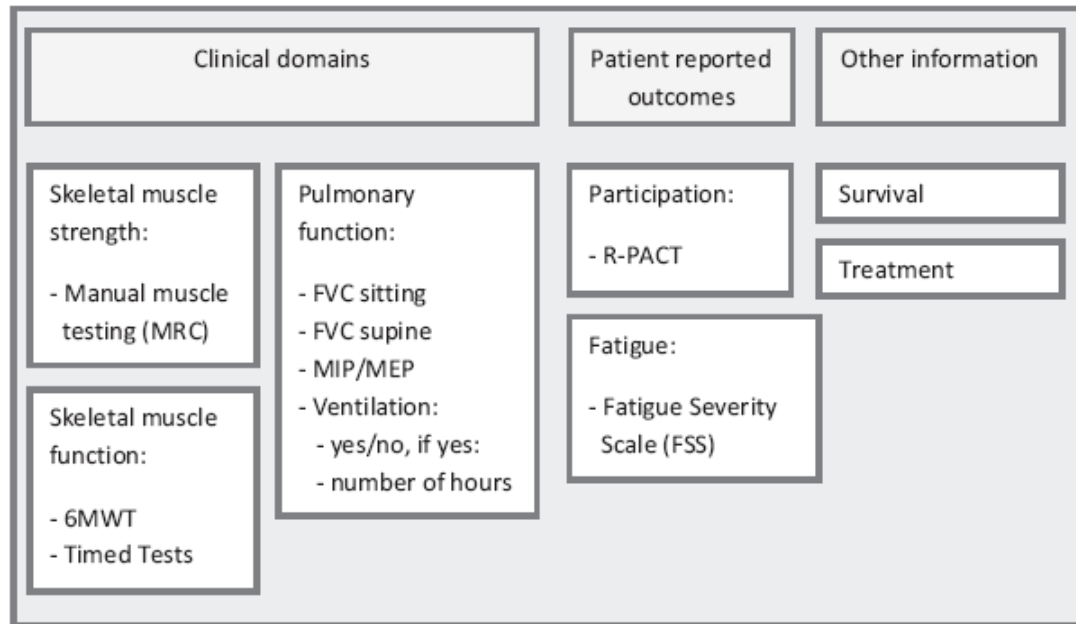 Clinical domains
Patient reported
outcomes
Other information
Skeletal muscle
strength:
- Manual muscle
testing (MRC)
Skeletal muscle
function:
- 6MWT
- Timed Tests
Pulmonary
function:
- FVC sitting
- FVC supine
- MIP/MEP
- Ventilation:
- yes/no, if yes:
- number of hours
Participation:
- R-PACT
Fatigue:
- Fatigue Severity
Scale (FSS)
Survival
Treatment